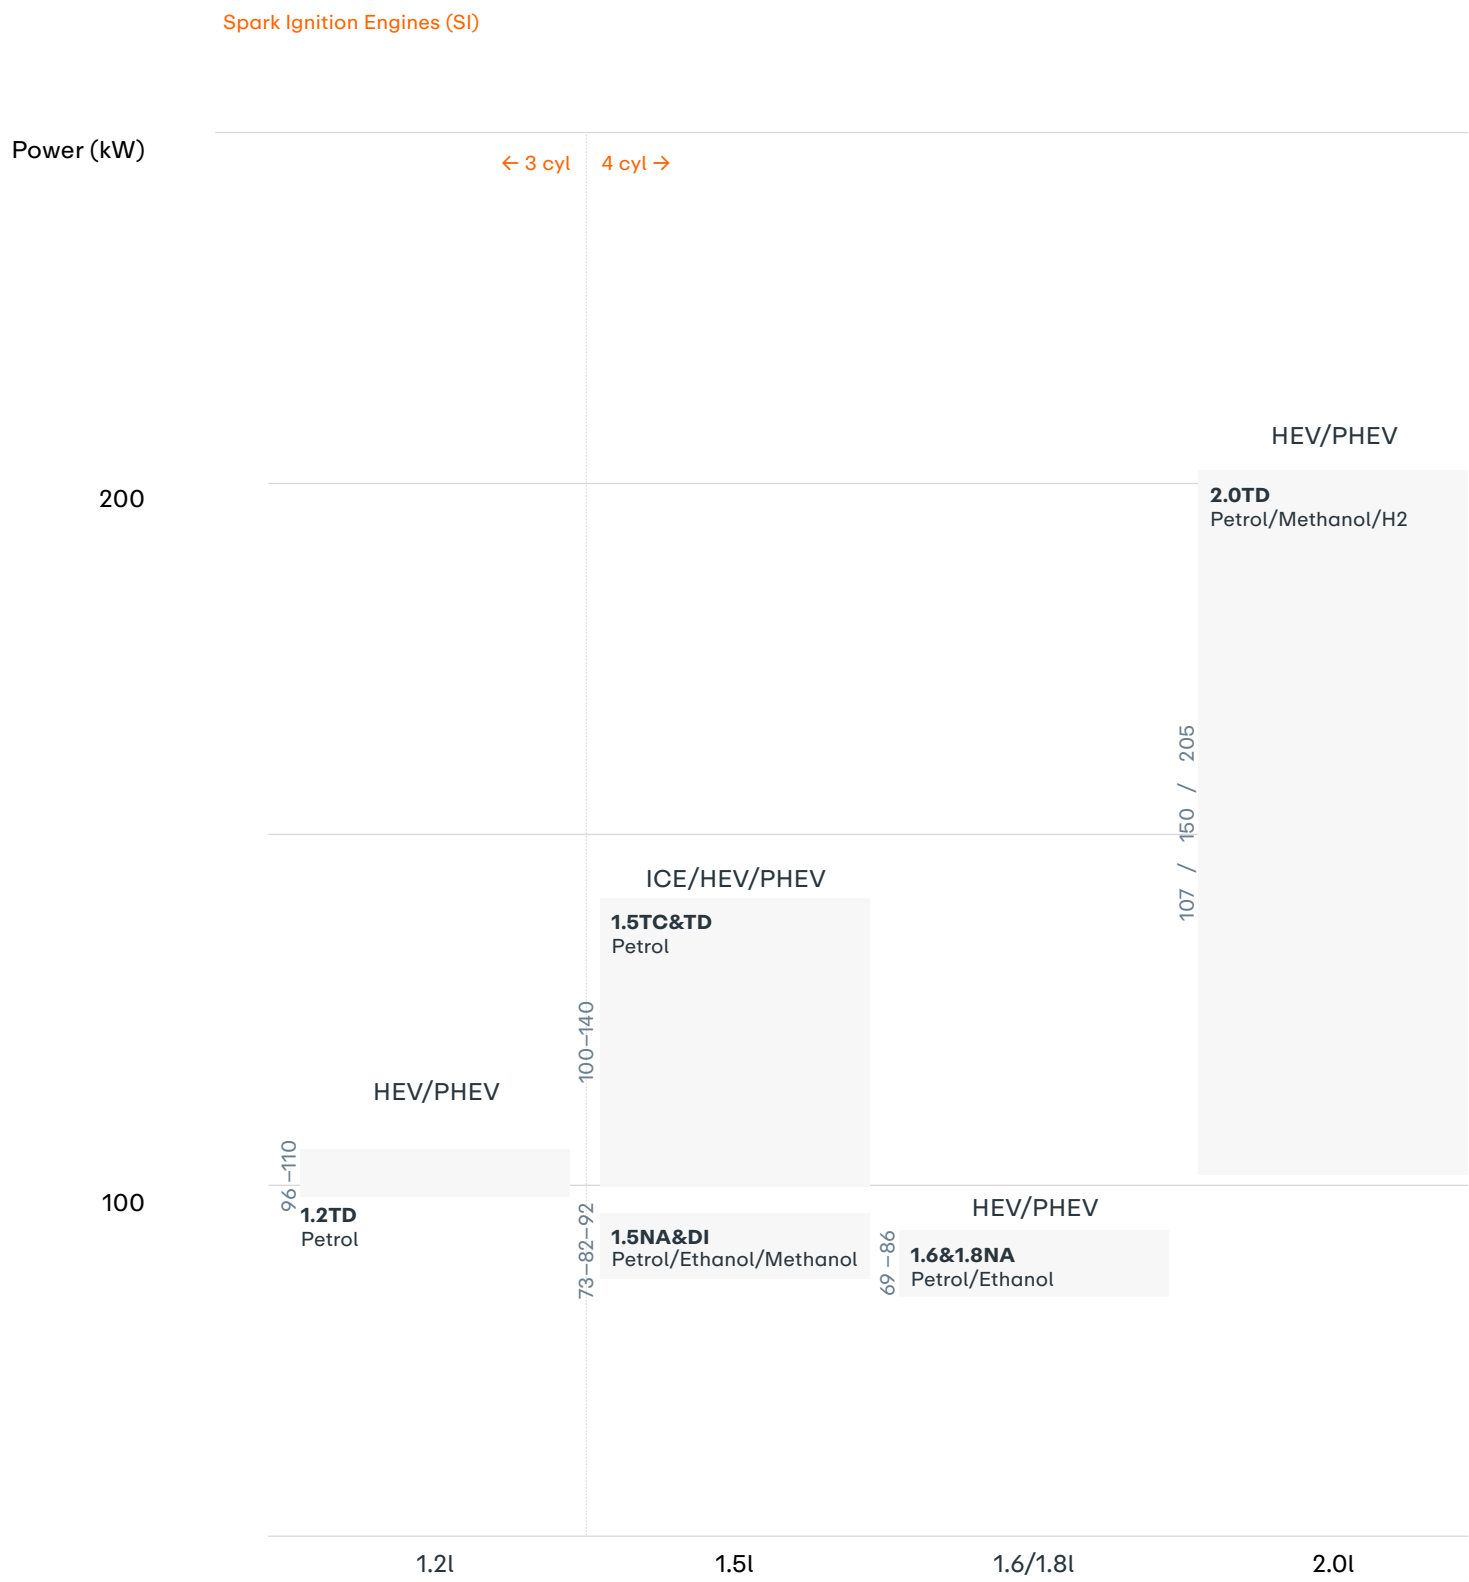 Spark Ignition Engines (SI)
Power (kW)
← 3 cyl
4 cyl →
HEV/PHEV
200
2.0TD
Petrol/Methanol/H2
107 / 150 / 205
ICE/HEV/PHEV
1.5TC&TD
Petrol
100–140
HEV/PHEV
96 –110
100
1.2TD
Petrol
73–82–92
1.5NA&DI
Petrol/Ethanol/Methanol
HEV/PHEV
69 –86
1.6&1.8NA
Petrol/Ethanol
1.2l
1.5l
1.6/1.8l
2.0l